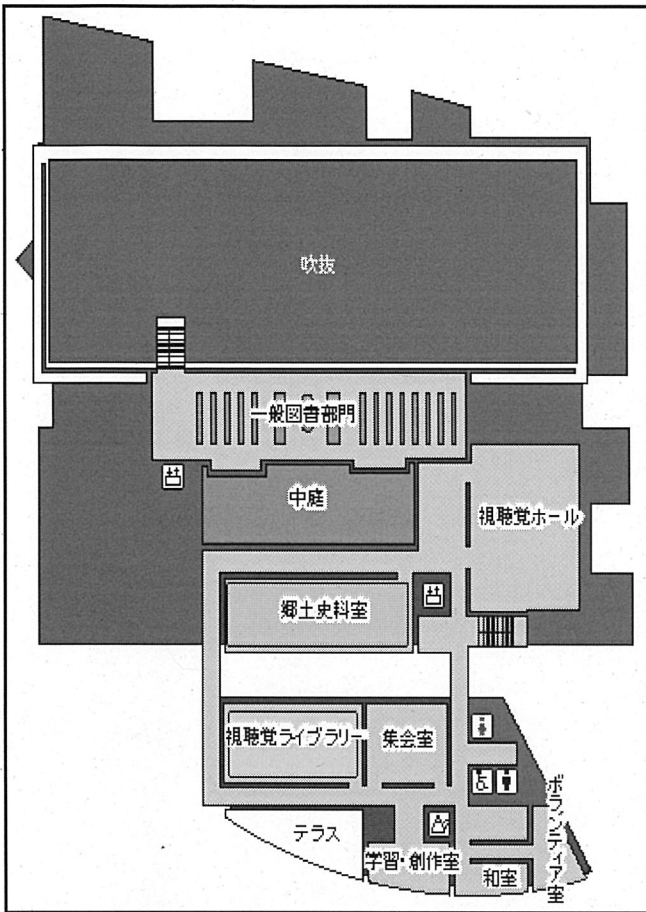 吹抜
一般図書部門
中庭
視聴覚ホール
郷土史料室
視聴覚ライブラリー
集会室
ボランティア室
テラス
学習・創作室
和室